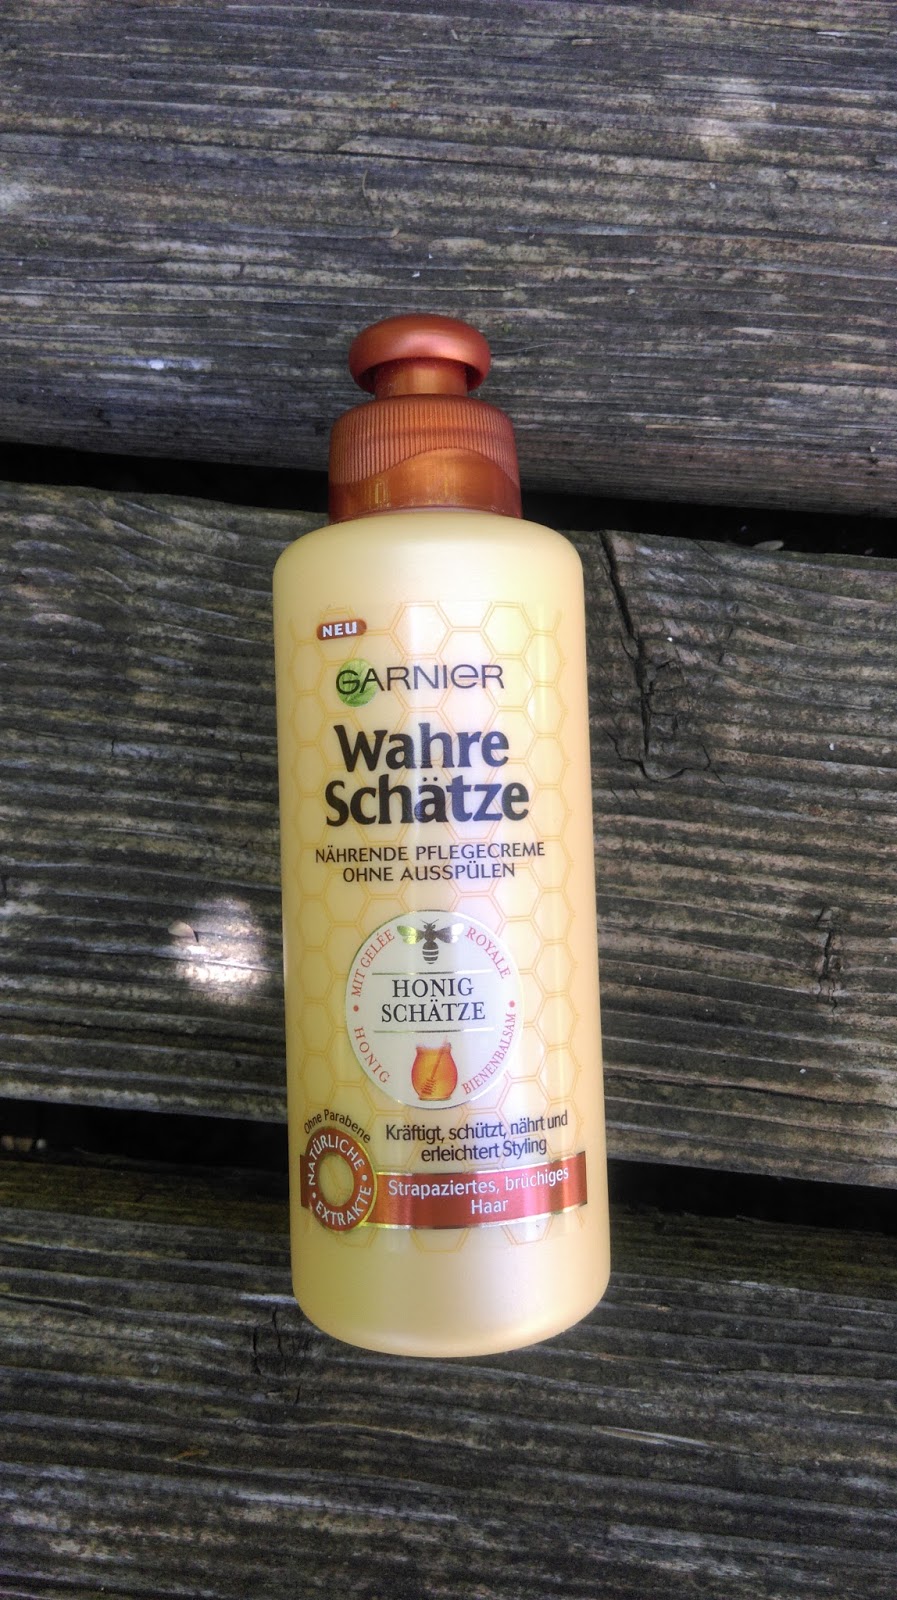 NEU
GARNIER
Wahre
Schätze
NÄHRENDE PFLEGECREME
OHNE AUSSPÜLEN
MIT GELÉE ROYALE
HONIG
SCHÄTZE
HONIG
BIENENBALSAM
Kräftigt, schützt, nährt und
erleichtert Styling
Ohne Parabene
NATÜRLICHE
EXTRAKTE
Strapaziertes, brüchiges
Haar